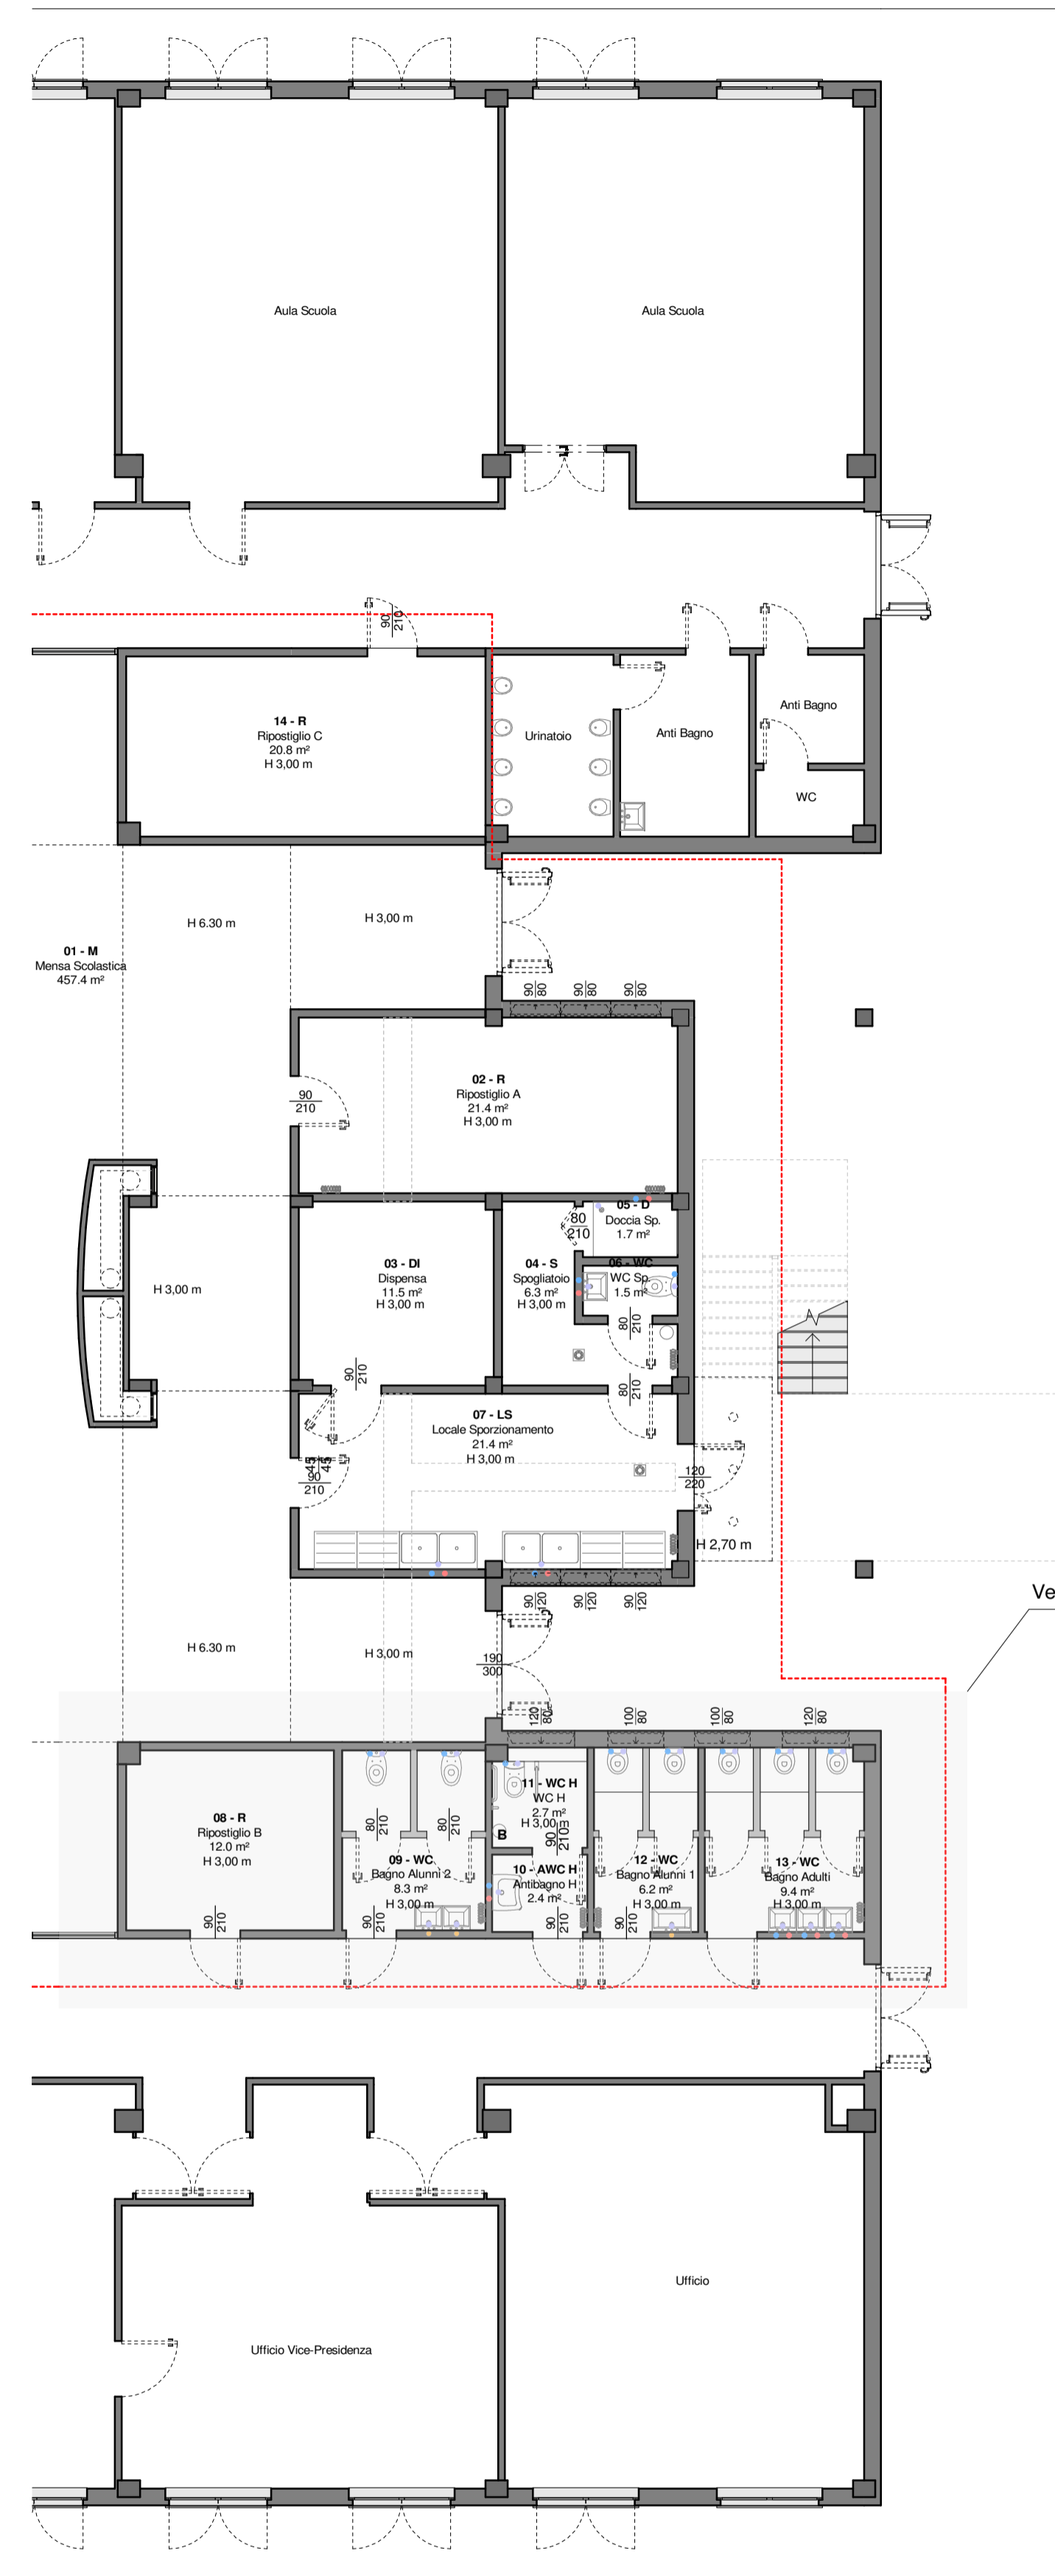 Aula Scuola
Aula Scuola
90
210
14 - R
Ripostiglio C
20.8 m²
H 3,00 m
Urinatoio
Anti Bagno
Anti Bagno
WC
H 6.30 m
H 3,00 m
01 - M
Mensa Scolastica
457.4 m²
90
80
90
80
90
80
02 - R
Ripostiglio A
21.4 m²
H 3,00 m
90
210
03 - DI
Dispensa
11.5 m²
H 3,00 m
04 - S
Spogliatoio
6.3 m²
H 3,00 m
80
210
05 - D
Doccia Sp.
1.7 m²
06 - WC
WC Sp.
1.5 m²
H 3,00 m
80
210
90
210
80
210
07 - LS
Locale Sporzionamento
21.4 m²
H 3,00 m
45
45
90
210
120
220
H 2,70 m
90
120
90
120
90
120
Ve
H 6.30 m
H 3,00 m
190
300
120
80
100
80
100
80
120
80
08 - R
Ripostiglio B
12.0 m²
H 3,00 m
80
210
80
210
09 - WC
Bagno Alunni 2
8.3 m²
H 3,00 m
11 - WC H
WC H
2.7 m²
H 3,00 m
B
90
210
10 - AWC H
Antibagno H
2.4 m²
12 - WC
Bagno Alunni 1
6.2 m²
H 3,00 m
13 - WC
Bagno Adulti
9.4 m²
H 3,00 m
90
210
90
210
90
210
90
210
Ufficio
Ufficio Vice-Presidenza